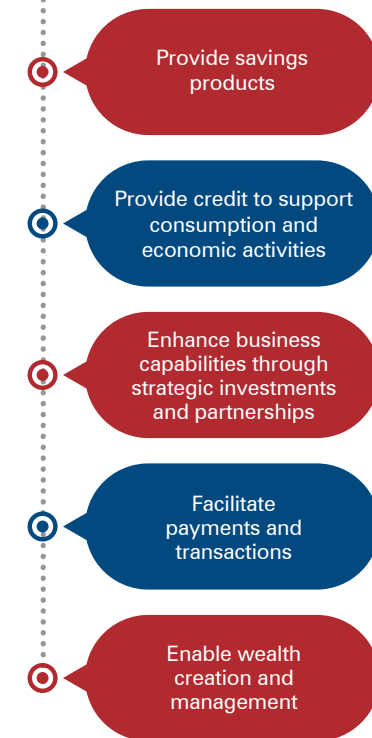 Provide savings
products
Provide credit to support
consumption and
economic activities
Enhance business
capabilities through
strategic investments
and partnerships
Facilitate
payments and
transactions
Enable wealth
creation and
management